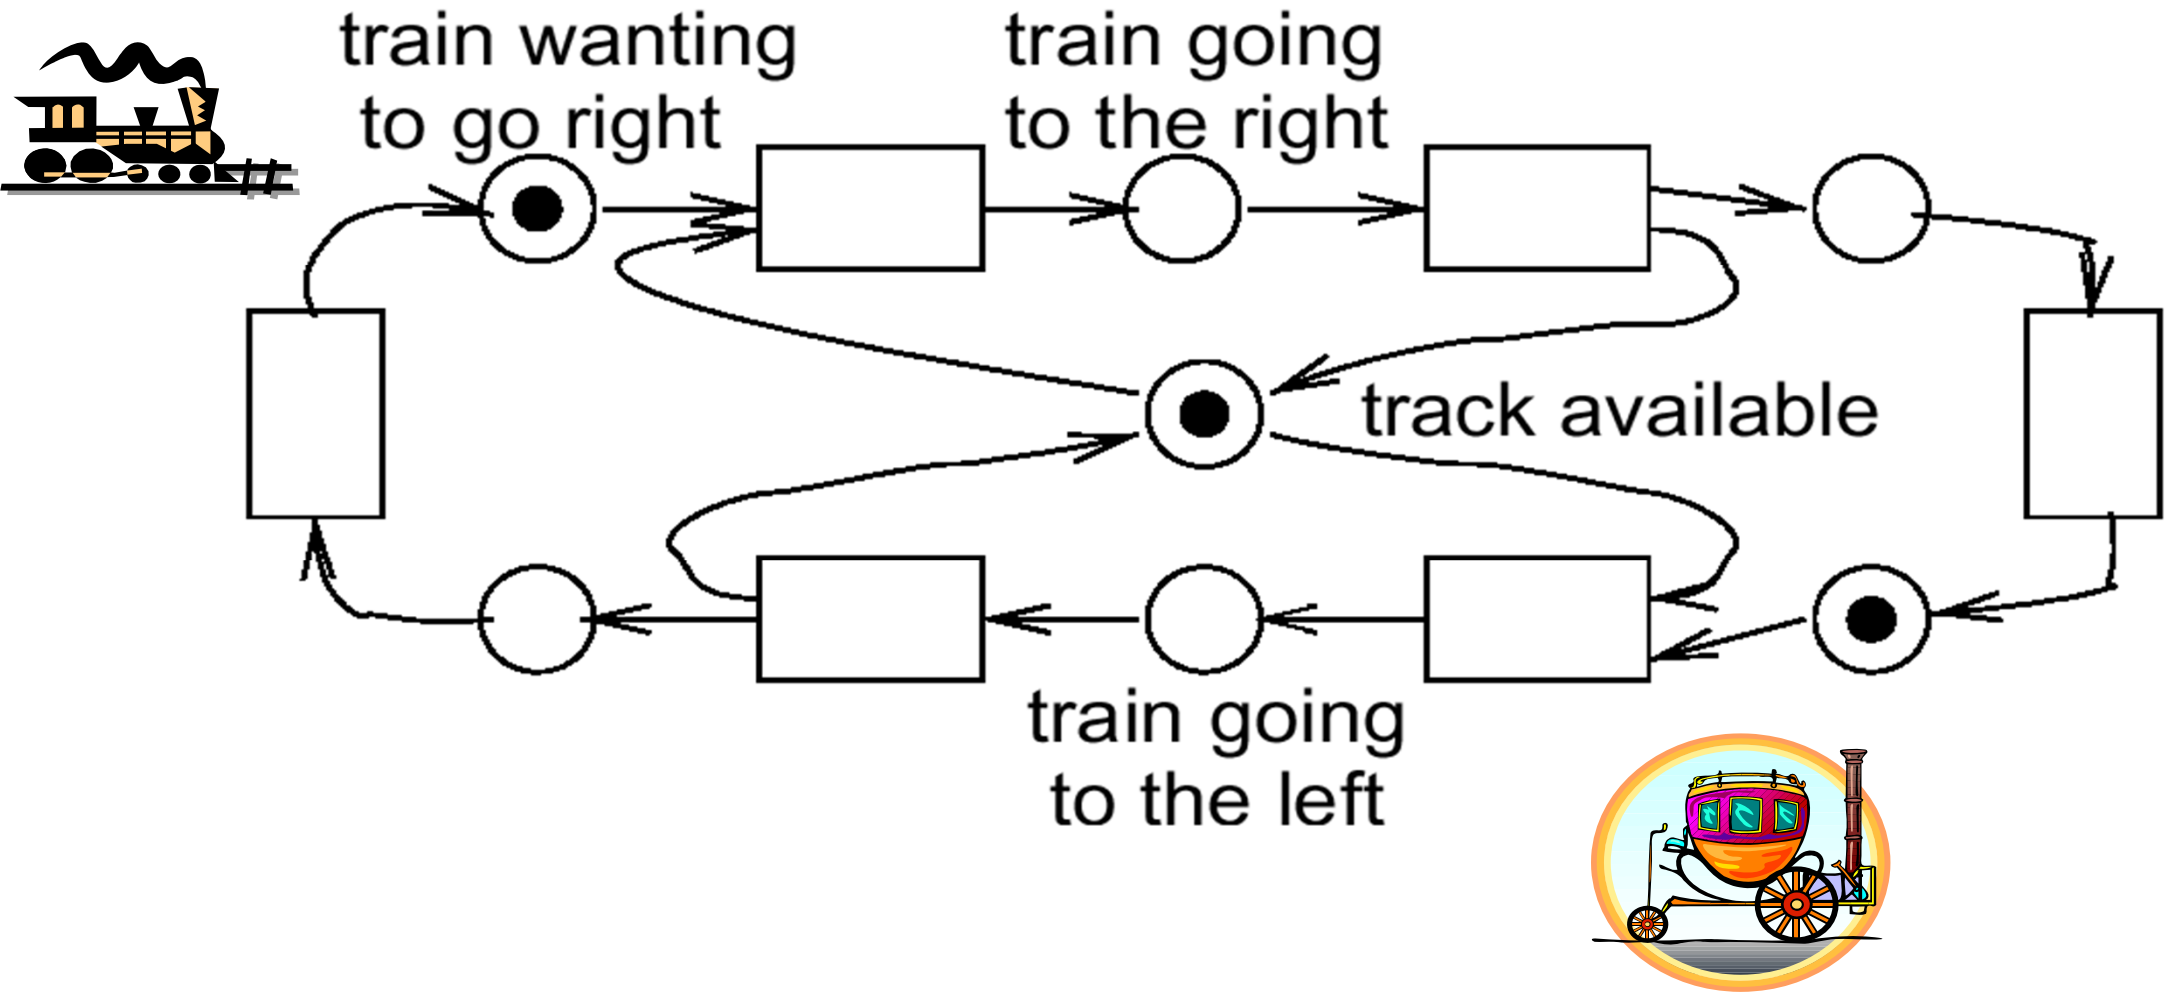 train wanting
to go right
train going
to the right
track available
train going
to the left